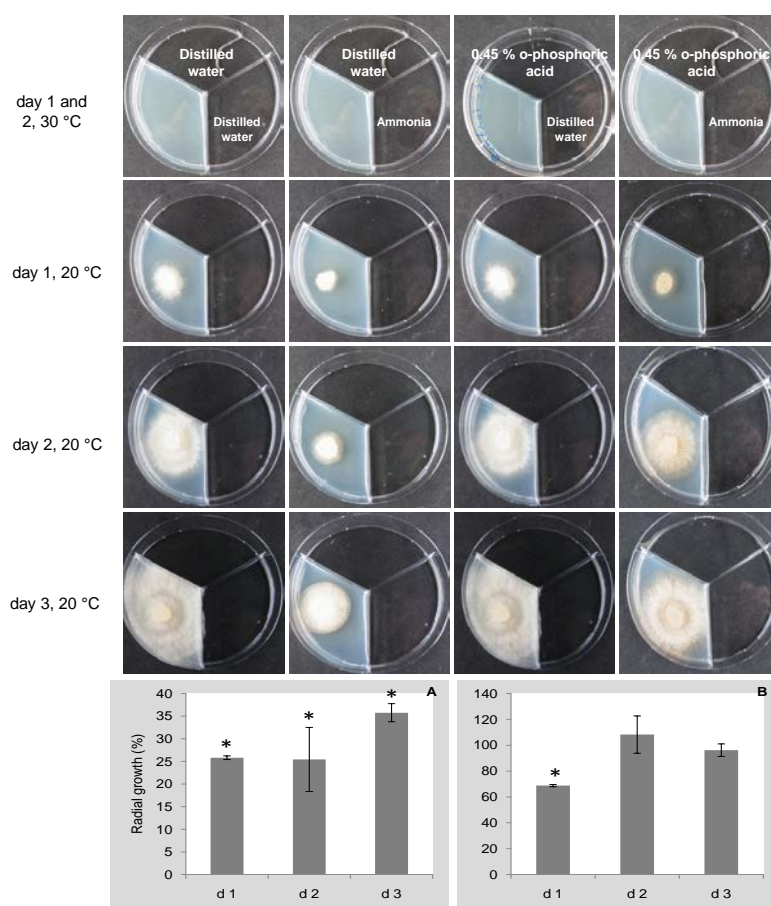 Distilled
water
Distilled
water
0.45 % o-phosphoric
acid
0.45 % o-phosphoric
acid
day 1 and
2, 30 °C
Distilled
water
Ammonia
Distilled
water
Ammonia
day 1, 20 °C
day 2, 20 °C
day 3, 20 °C
A
Radial growth (%)
40
35
30
25
20
15
10
5
0
*
*
*
d 1
d 2
d 3
B
140
120
100
80
60
40
20
0
*
d 1
d 2
d 3